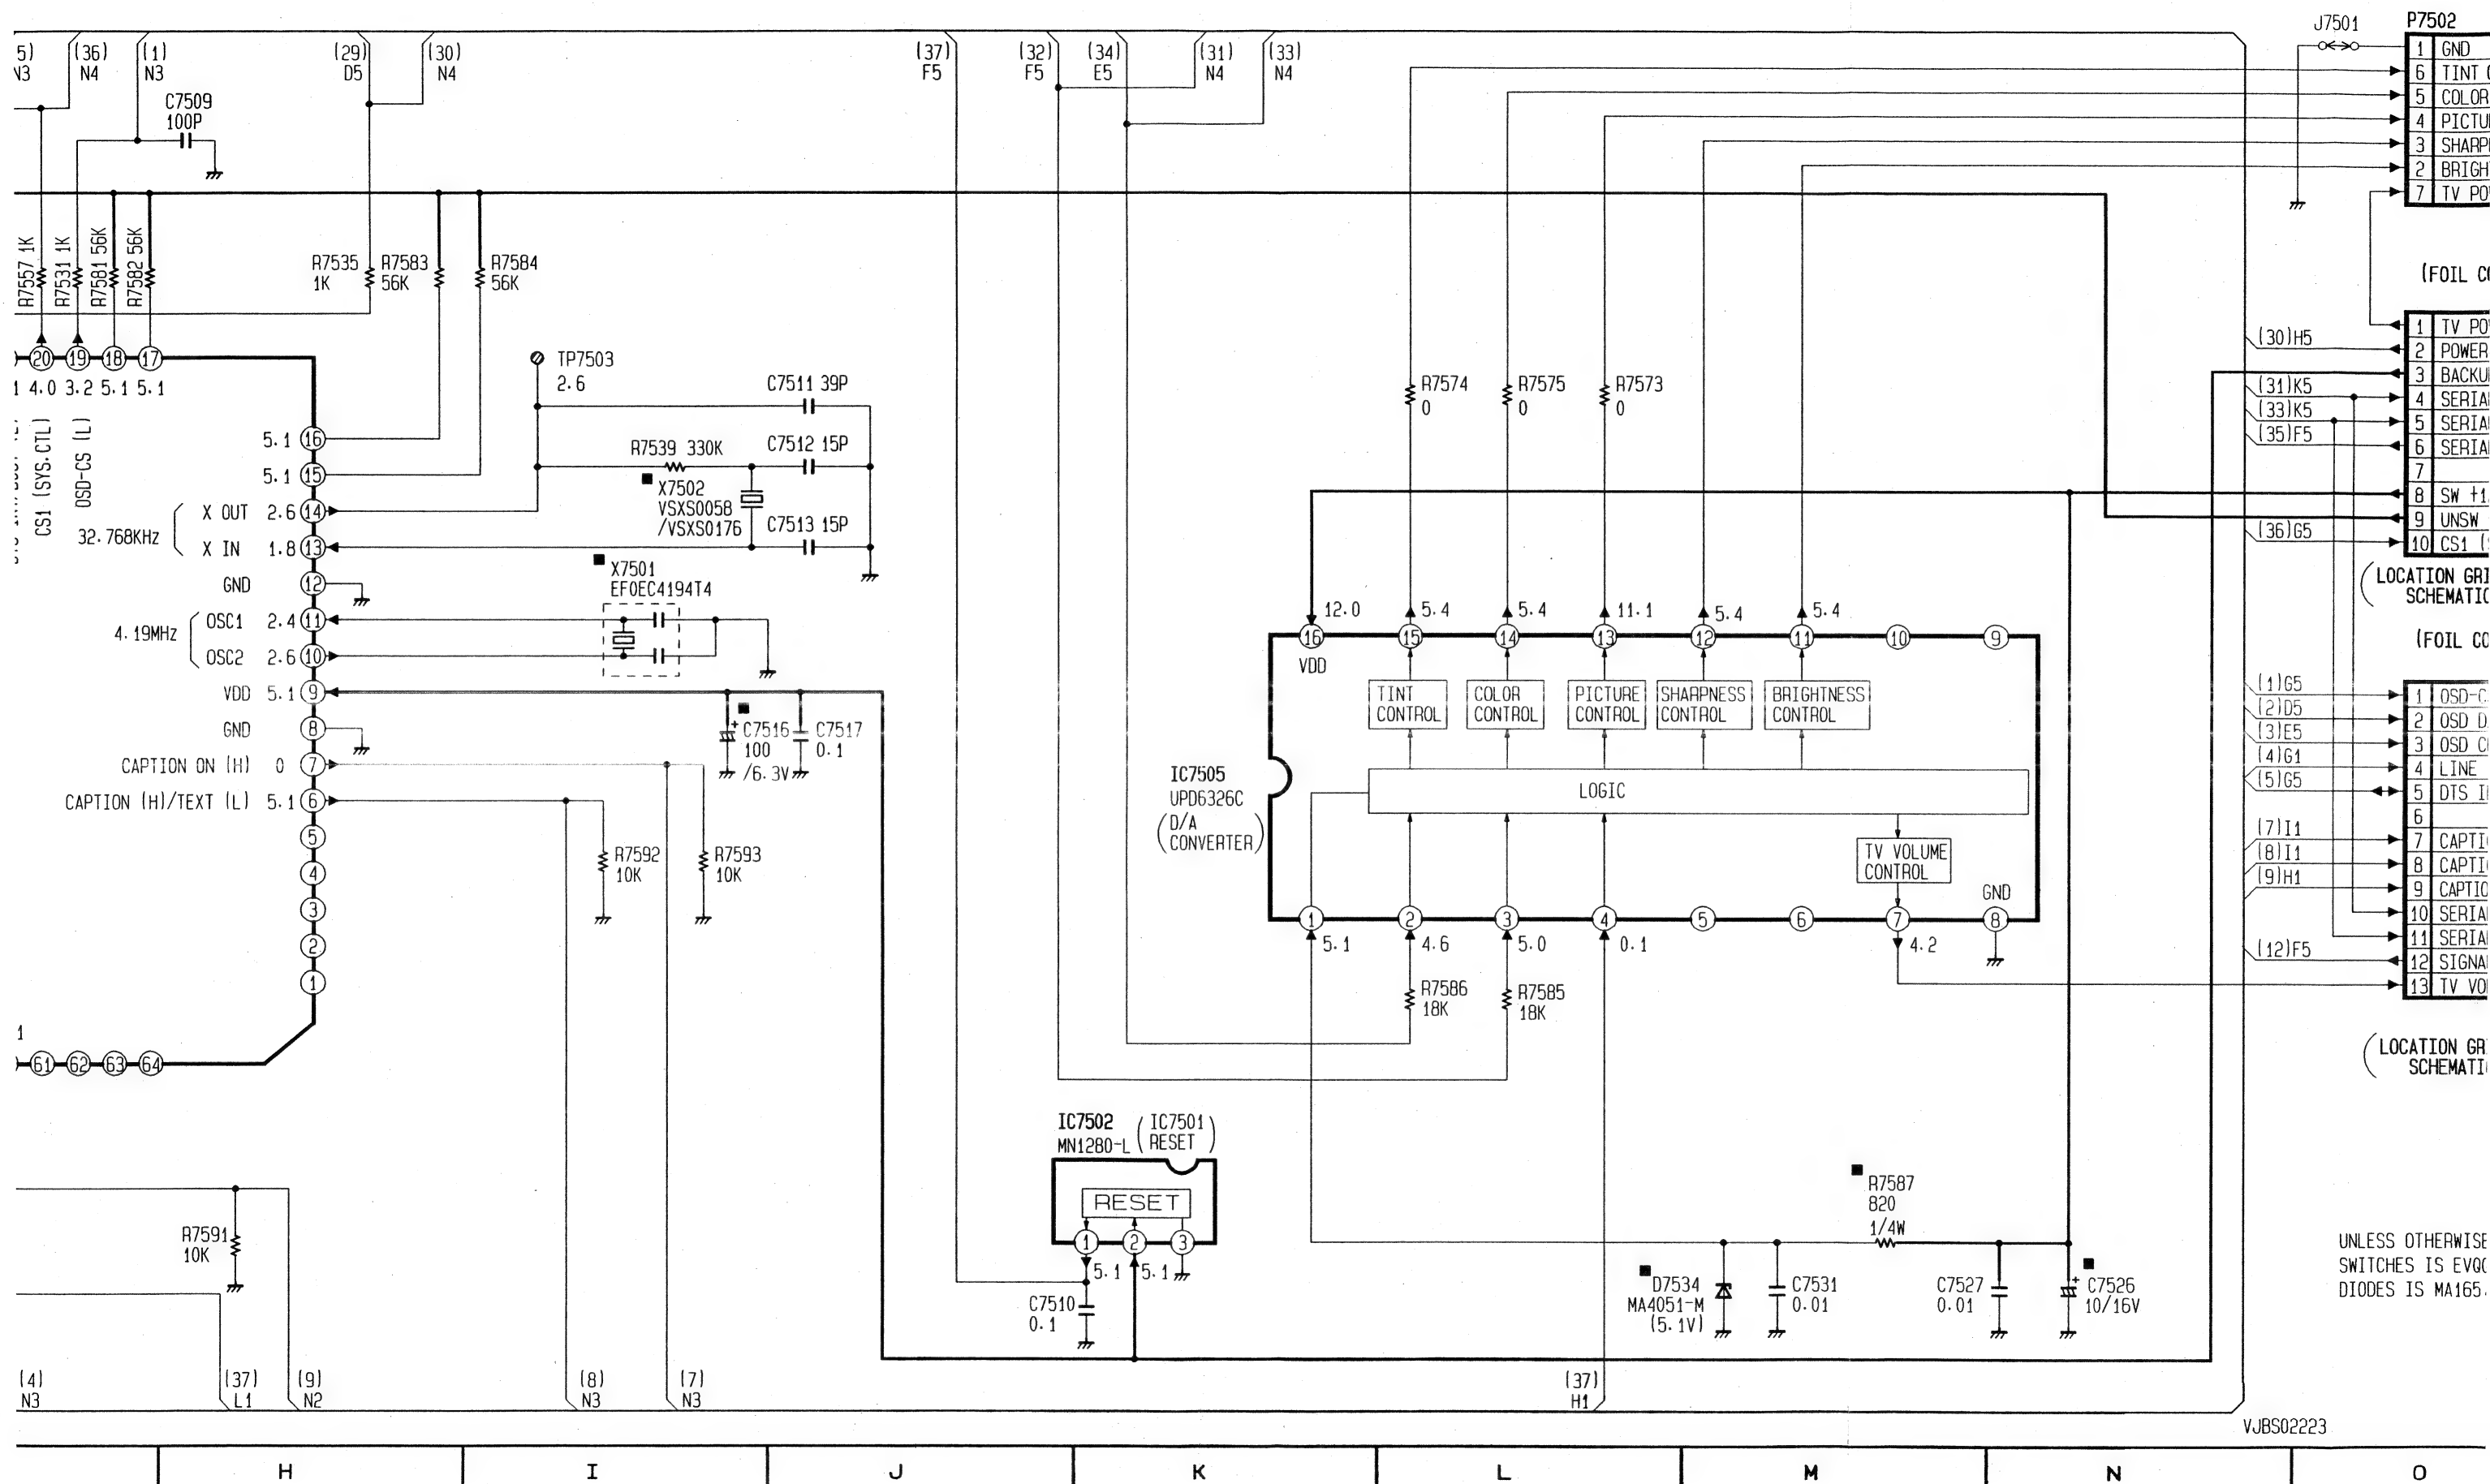 5)
N3
(36)
N4
(1)
N3
(29)
D5
(30)
N4
(37)
F5
(32)
F5
(34)
E5
(31)
N4
(33)
N4
J7501
P7502
1 GND
6 TINT
5 COLOR
4 PICTU
3 SHARP
2 BRIGH
7 TV PO
C7509
100P
R7557 1K
R7531 1K
R7581 56K
R7582 56K
R7535
1K
R7583
56K
R7584
56K
(FOIL
20 19 18 17
1 4.0 3.2 5.1 5.1
CS1 (SYS.CTL)
OSD-CS (L)
TP7503
2.6
C7511 39P
R7539 330K
C7512 15P
X7502
VSXS0058
/VSXS0176
C7513 15P
X7501
EF0EC4194T4
5.1 16
5.1 15
X OUT 2.6 14
32.768KHz
X IN 1.8 13
GND 12
OSC1 2.4 11
4.19MHz
OSC2 2.6 10
VDD 5.1 9
GND 8
CAPTION ON (H) 0 7
CAPTION (H)/TEXT (L) 5.1 6
5
4
3
2
1
1
61 62 63 64
C7516
100
/6.3V
C7517
0.1
R7592
10K
R7593
10K
R7574
0
R7575
0
R7573
0
12.0 5.4 5.4 11.1 5.4 5.4
16 15 14 13 12 11 10 9
VDD
TINT
CONTROL
COLOR
CONTROL
PICTURE
CONTROL
SHARPNESS
CONTROL
BRIGHTNESS
CONTROL
IC7505
UPD6326C
(D/A
CONVERTER)
LOGIC
TV VOLUME
CONTROL
GND
1 2 3 4 5 6 7 8
5.1 4.6 5.0 0.1 4.2
R7586
18K
R7585
18K
(30)H5
(31)K5
(33)K5
(35)F5
(36)G5
1 TV PO
2 POWER
3 BACKU
4 SERIA
5 SERIA
6 SERIA
7
8 SW +1
9 UNSW
10 CS1 (
(LOCATION GRI
SCHEMATIC
(FOIL CO
(1)G5
(2)D5
(3)E5
(4)G1
(5)G5
(7)I1
(8)I1
(9)H1
(12)F5
1 OSD-C
2 OSD D
3 OSD C
4 LINE
5 DTS I
6
7 CAPTI
8 CAPTI
9 CAPTIO
10 SERIA
11 SERIA
12 SIGNA
13 TV VO
(LOCATION GR
SCHEMATI
IC7502
MN1280-L
(IC7501
RESET)
RESET
1 2 3
5.1 5.1
C7510
0.1
R7591
10K
R7587
820
1/4W
D7534
MA4051-M
(5.1V)
C7531
0.01
C7527
0.01
C7526
10/16V
UNLESS OTHERWISE
SWITCHES IS EVQ
DIODES IS MA165.
(4)
N3
(37)
L1
(9)
N2
(8)
N3
(7)
N3
(37)
H1
VJBS02223
H I J K L M N O